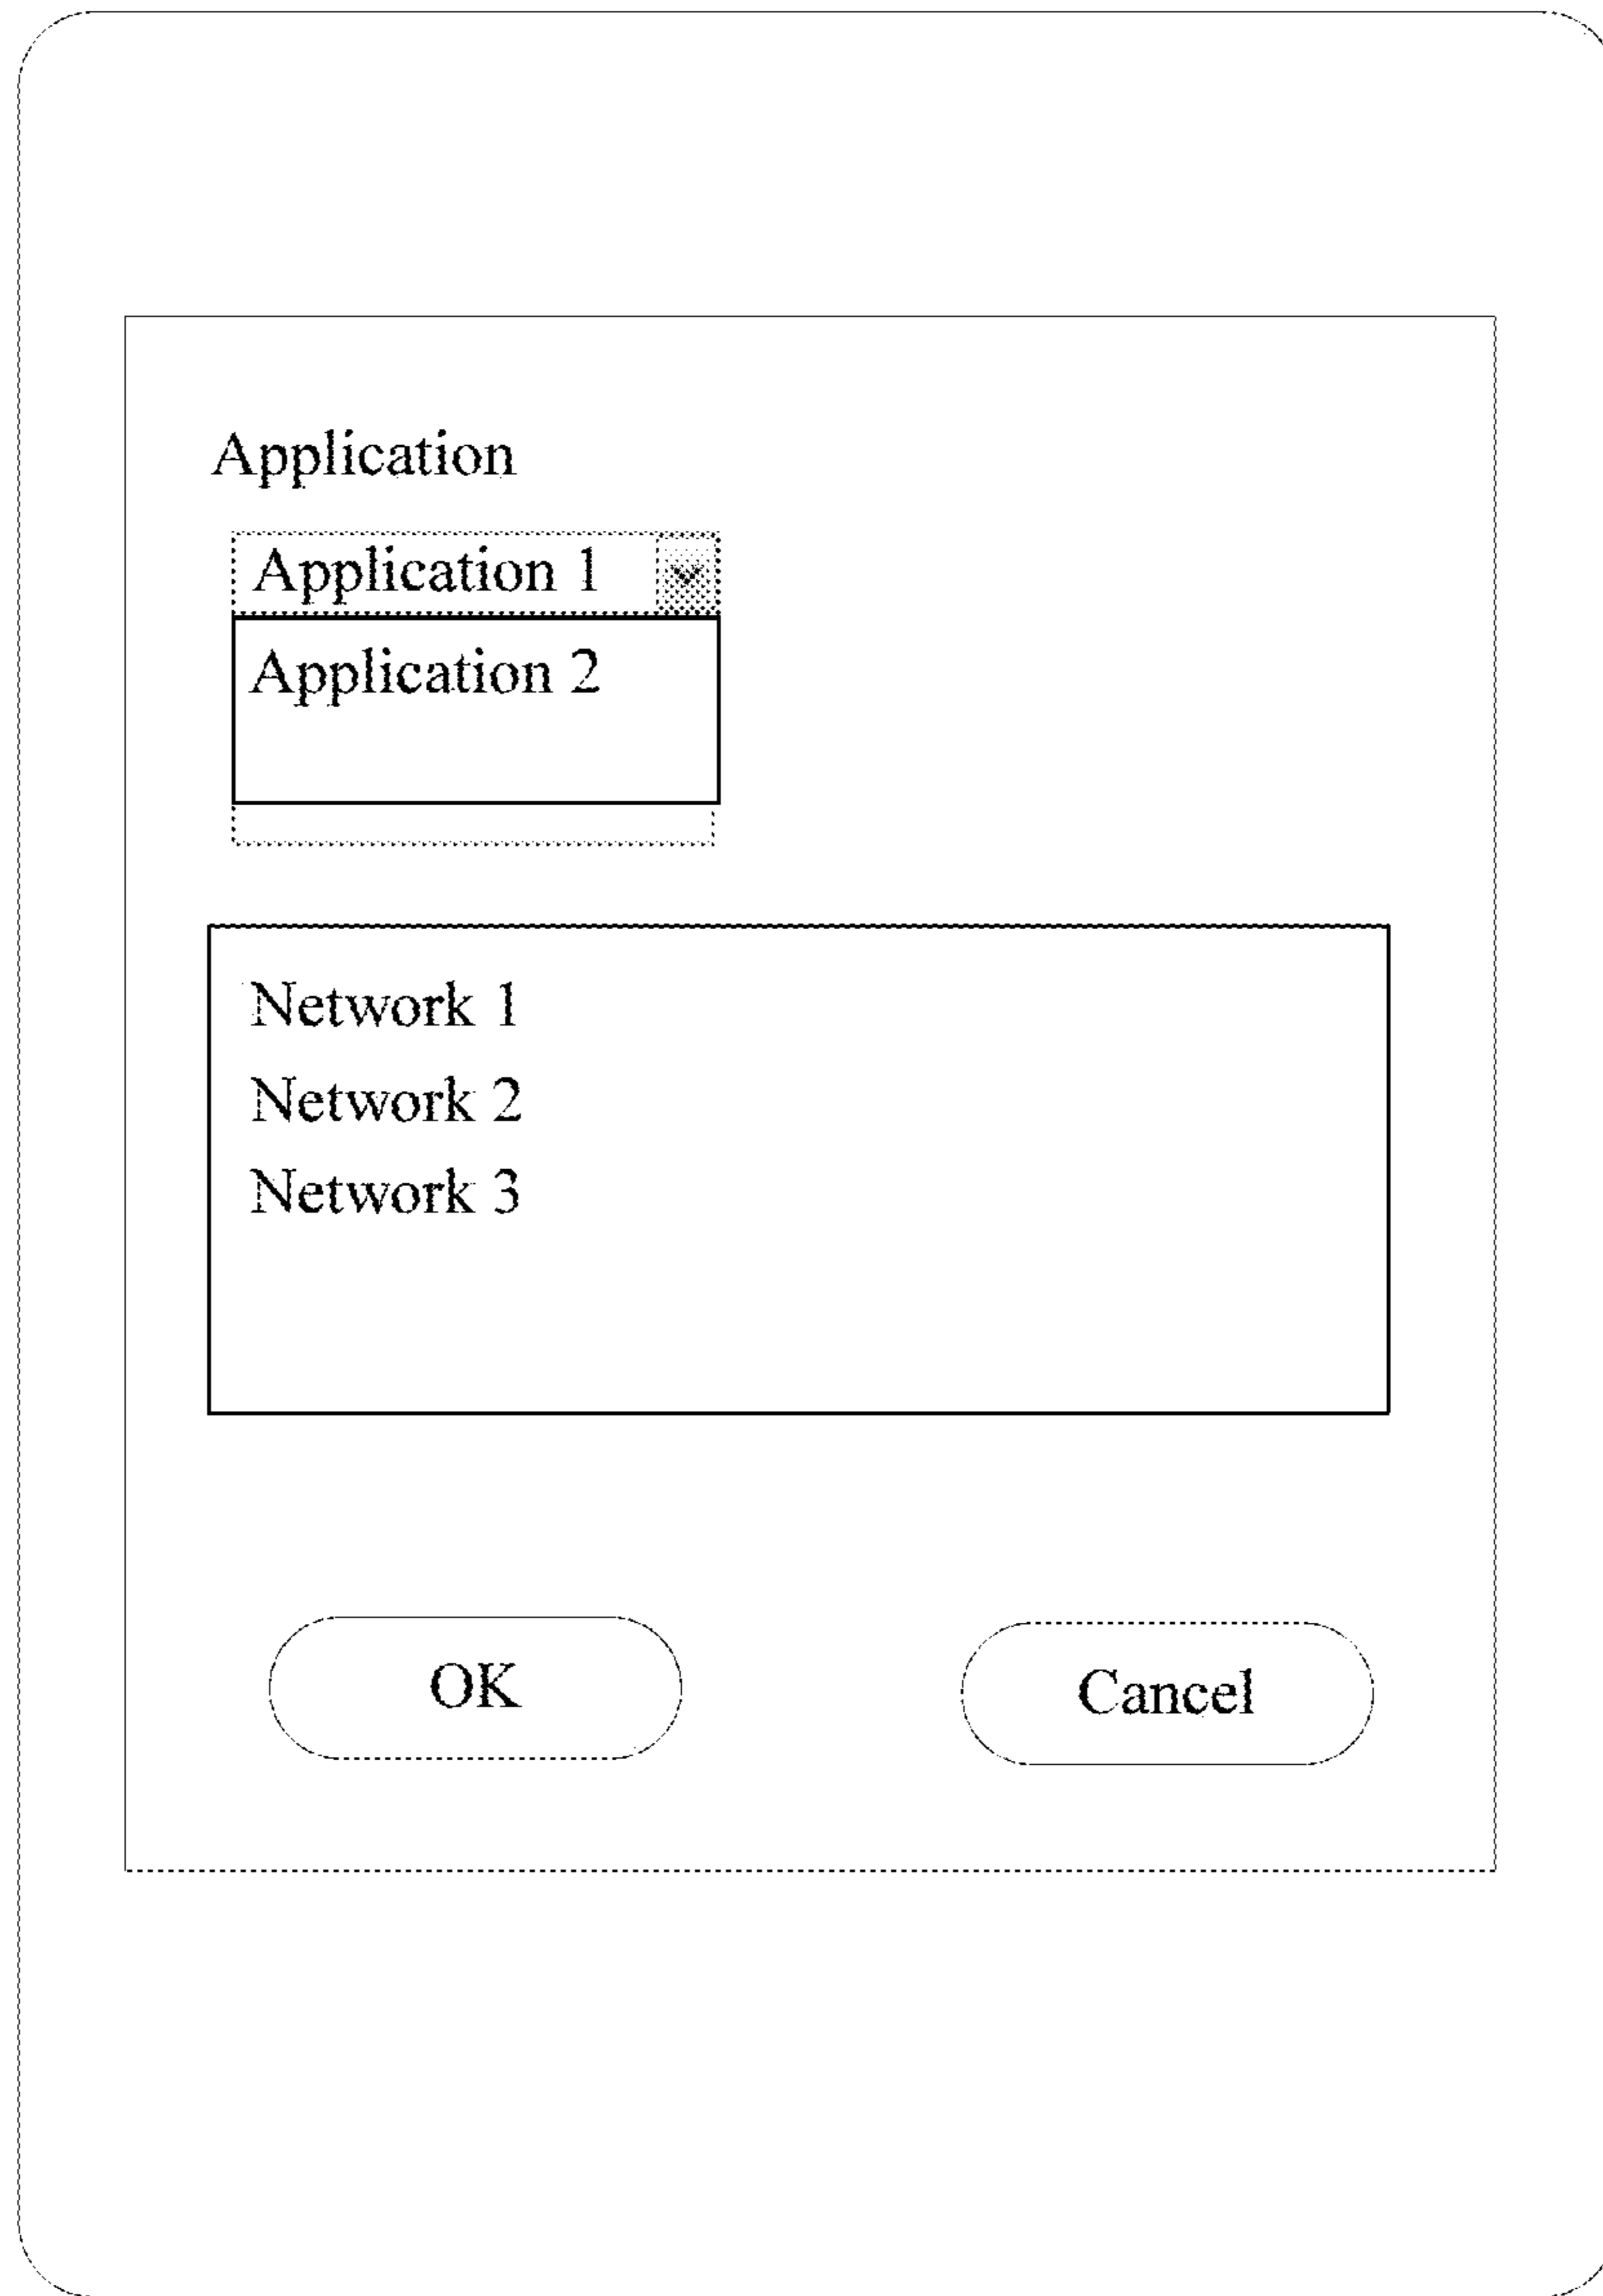 Application
Application 1
Application 2
Network 1
Network 2
Network 3
OK
Cancel